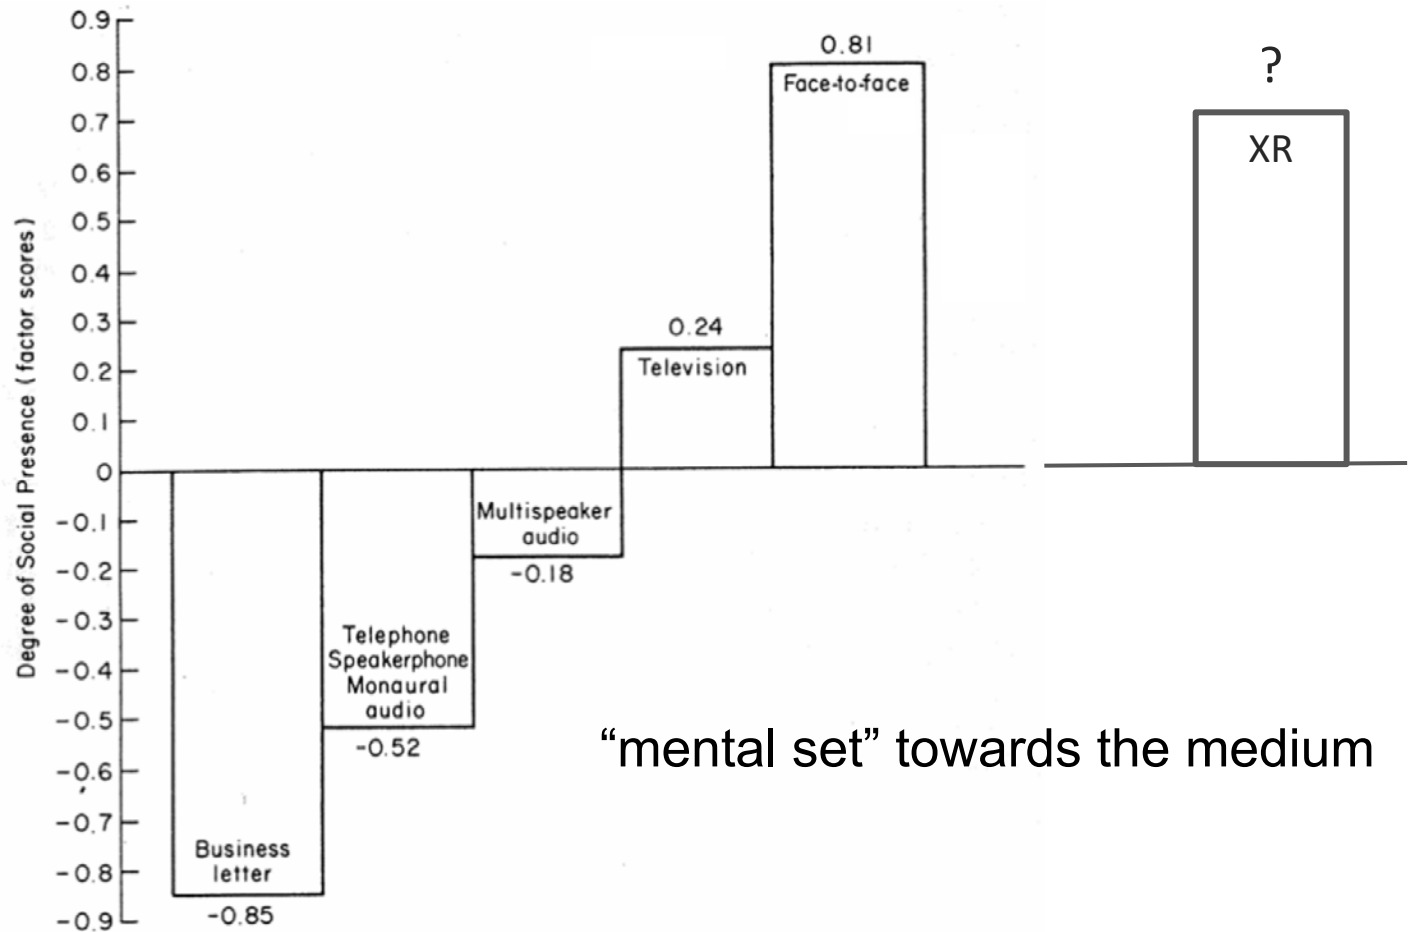 Degree of Social Presence (factor scores)
0.9
0.8
0.7
0.6
0.5
0.4
0.3
0.2
0.1
0
-0.1
-0.2
-0.3
-0.4
-0.5
-0.6
-0.7
-0.8
-0.9
Business
letter
-0.85
Telephone
Speakerphone
Monaural
audio
-0.52
Multispeaker
audio
-0.18
0.24
Television
0.81
Face-to-face
?
XR
“mental set” towards the medium